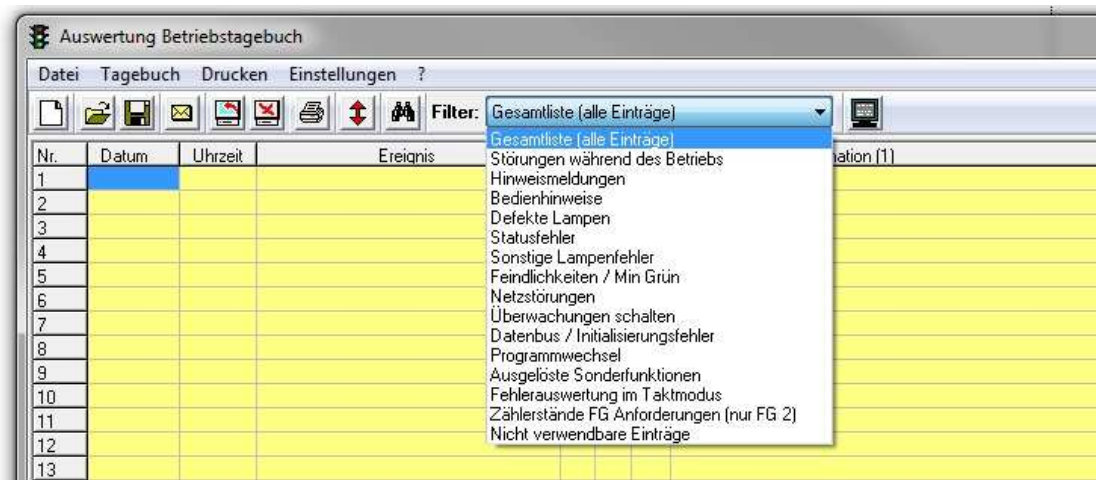 Auswertung Betriebstagebuch
Datei Tagebuch Drucken Einstellungen ?
Filter: Gesamtliste (alle Einträge)
Nr. Datum Uhrzeit Ereignis (1)
Gesamtliste (alle Einträge)
Störungen während des Betriebs
Hinweismeldungen
Bedienhinweise
Defekte Lampen
Statusfehler
Sonstige Lampenfehler
Feindlichkeiten / Min Grün
Netzstörungen
Überwachungen schalten
Datenbus / Initialisierungsfehler
Programmwechsel
Ausgelöste Sonderfunktionen
Fehlerauswertung im Taktmodus
Zählerstände FG Anforderungen (nur FG 2)
Nicht verwendbare Einträge
1
2
3
4
5
6
7
8
9
10
11
12
13